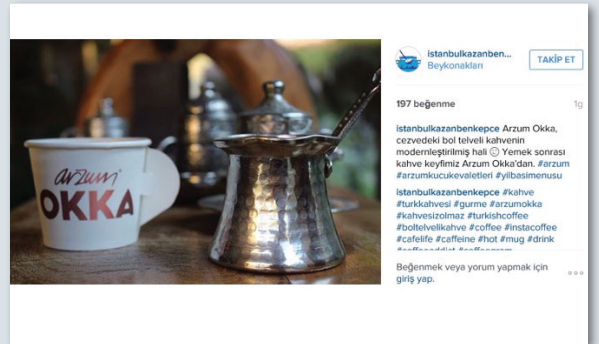 arzum
OKKA
istanbulkazanben...
Beykonakları
TAKİP ET
197 beğenme
1g
istanbulkazanbenkepce Arzum Okka,
cezvedeki bol telveli kahvenin
modernleştirilmiş hali ☹ Yemek sonrası
kahve keyfimiz Arzum Okka'dan. #arzum
#arzumkucukevaletleri #yilbasimenusu
istanbulkazanbenkepce #kahve
#turkkahvesi #gurme #arzumokka
#kahvesizolmaz #turkishcoffee
#boltelvelikahve #coffee #instacoffee
#cafelife #caffeine #hot #mug #drink
Beğenmek veya yorum yapmak için
giriş yap.